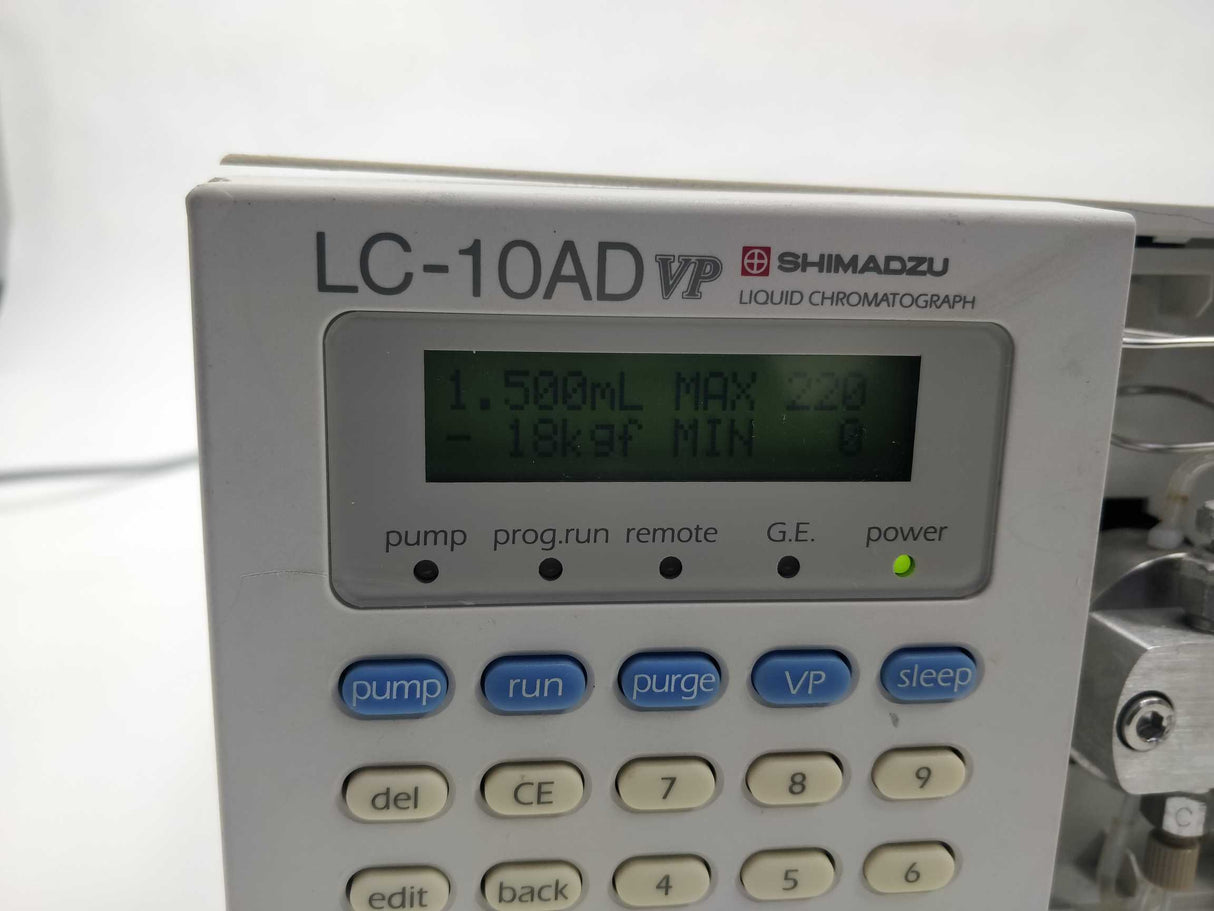 LC-10AD VP SHIMADZU
LIQUID CHROMATOGRAPH
1.500mL MAX 220
- 18kgf MIN 0
pump prog.run remote G.E. power
pump run purge VP sleep
del CE 7 8 9
edit back 4 5 6
C